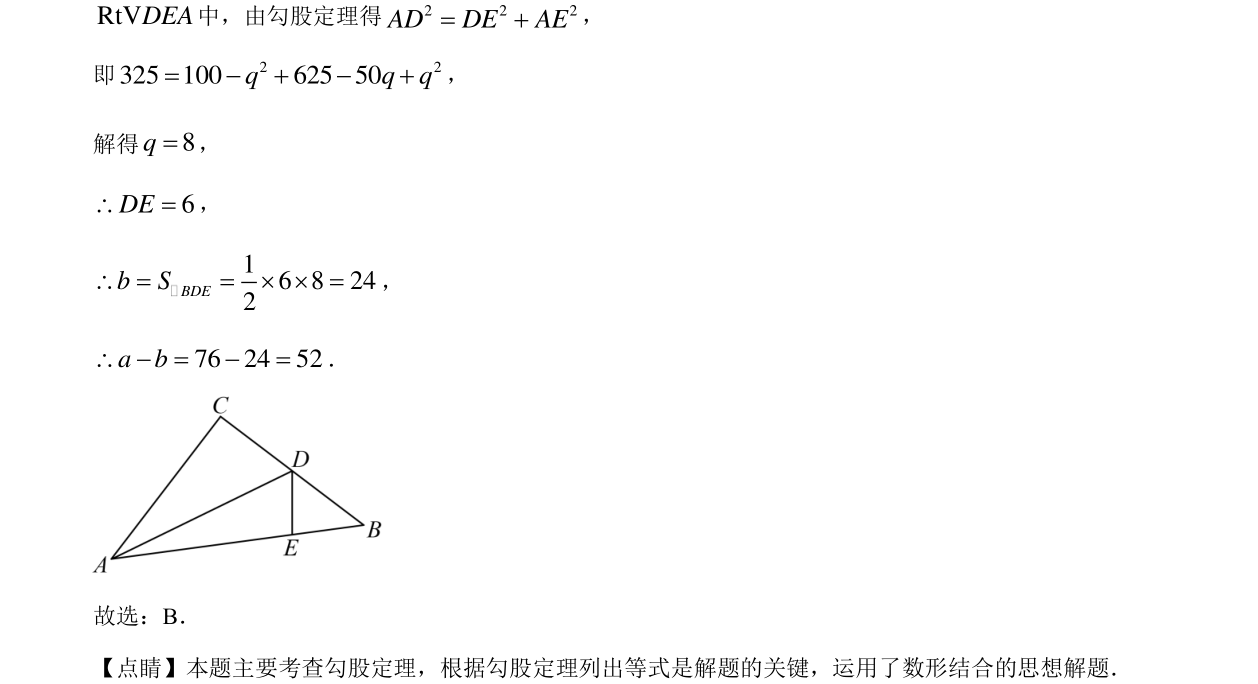 RtVDEA中，由勾股定理得AD²=DE²+AE²，
即325=100−q²+625−50q+q²，
解得q=8，
∴DE=6，
∴b=S□BDE=1/2×6×8=24，
∴a−b=76−24=52．
C
D
B
E
A
故选：B．
【点睛】本题主要考查勾股定理，根据勾股定理列出等式是解题的关键，运用了数形结合的思想解题．